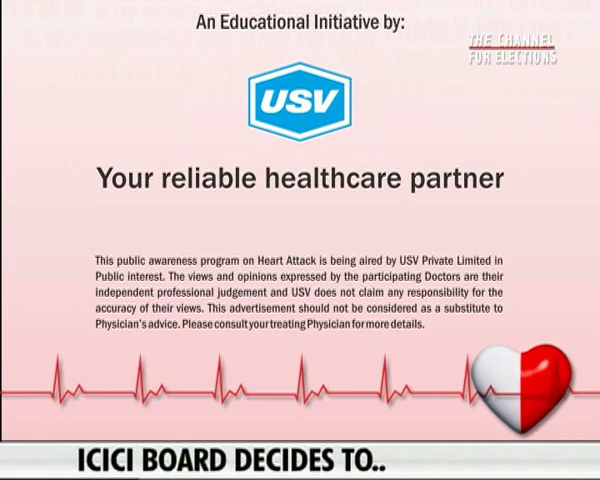 An Educational Initiative by:
THE CHANNEL
FOR ELECTIONS
USV
Your reliable healthcare partner
This public awareness program on Heart Attack is being aired by USV Private Limited in
Public interest. The views and opinions expressed by the participating Doctors are their
independent professional judgement and USV does not claim any responsibility for the
accuracy of their views. This advertisement should not be considered as a substitute to
Physician's advice. Please consult your treating Physician for more details.
ICICI BOARD DECIDES TO..